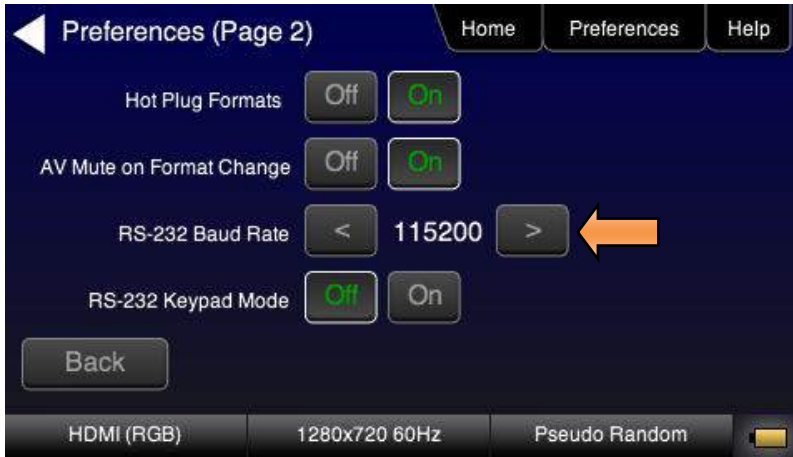 Preferences (Page 2) Home Preferences Help
Hot Plug Formats Off On
AV Mute on Format Change Off On
RS-232 Baud Rate < 115200 >
RS-232 Keypad Mode Off On
Back
HDMI (RGB) 1280x720 60Hz Pseudo Random